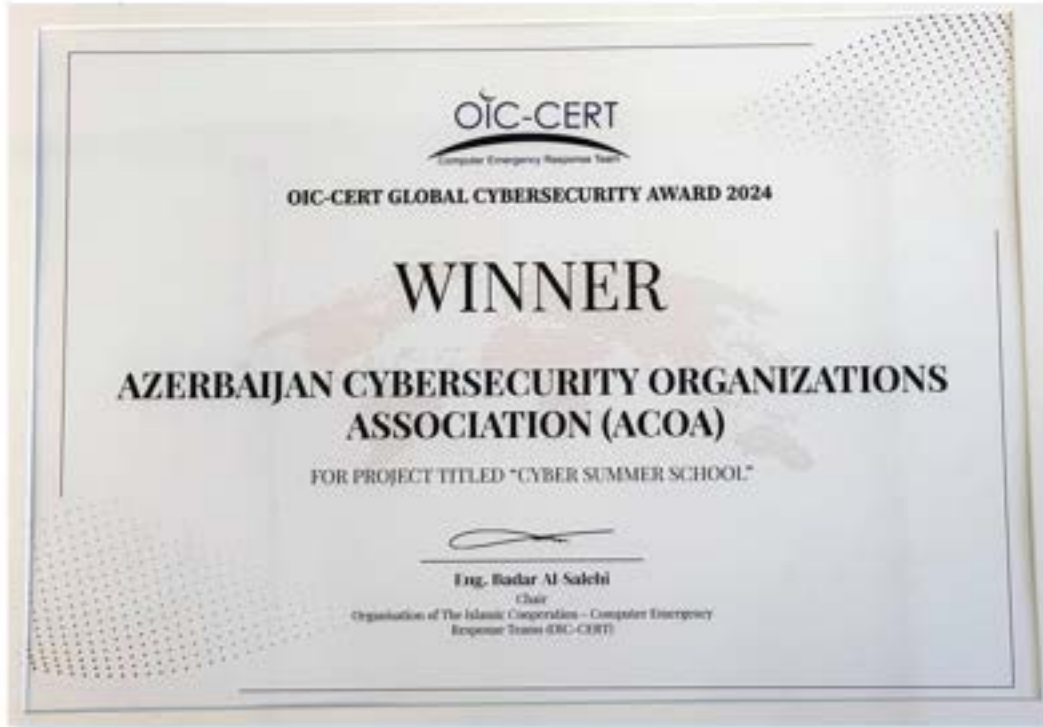 OIC-CERT
Computer Emergency Response Team
OIC-CERT GLOBAL CYBERSECURITY AWARD 2024
WINNER
AZERBAIJAN CYBERSECURITY ORGANIZATIONS
ASSOCIATION (ACOA)
FOR PROJECT TITLED "CYBER SUMMER SCHOOL"
Eng. Badar Al-Salehi
Chair
Organisation of The Islamic Cooperation – Computer Emergency
Response Teams (OIC-CERT)